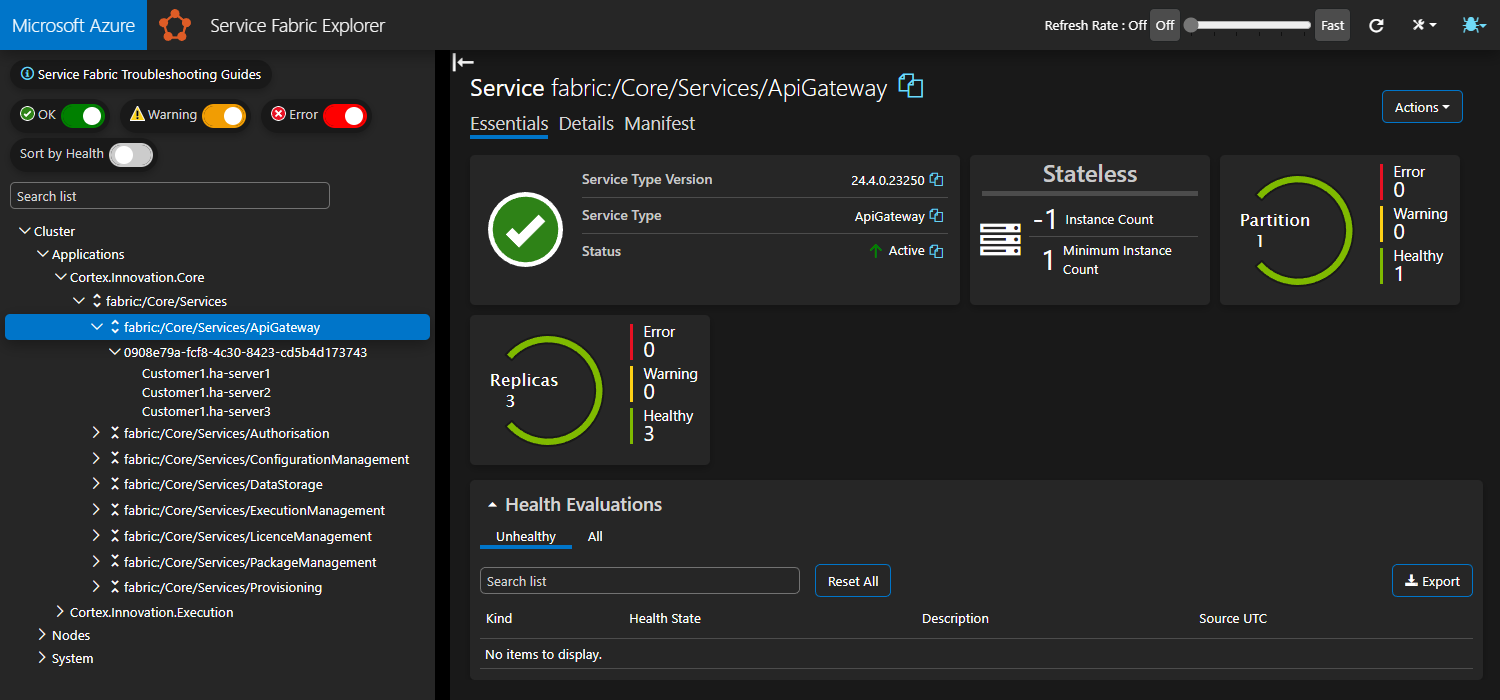 Microsoft Azure Service Fabric Explorer Refresh Rate : Off Off Fast
Service Fabric Troubleshooting Guides
OK Warning Error
Sort by Health
Search list
Cluster
Applications
Cortex.Innovation.Core
fabric:/Core/Services
fabric:/Core/Services/ApiGateway
0908e79a-fcf8-4c30-8423-cd5b4d173743
Customer1.ha-server1
Customer1.ha-server2
Customer1.ha-server3
fabric:/Core/Services/Authorisation
fabric:/Core/Services/ConfigurationManagement
fabric:/Core/Services/DataStorage
fabric:/Core/Services/ExecutionManagement
fabric:/Core/Services/LicenceManagement
fabric:/Core/Services/PackageManagement
fabric:/Core/Services/Provisioning
Cortex.Innovation.Execution
Nodes
System
Service fabric:/Core/Services/ApiGateway
Actions
Essentials Details Manifest
Service Type Version 24.4.0.23250
Service Type ApiGateway
Status Active
Stateless
-1 Instance Count
1 Minimum Instance
Count
Partition
1
Error
0
Warning
0
Healthy
1
Replicas
3
Error
0
Warning
0
Healthy
3
Health Evaluations
Unhealthy All
Search list Reset All Export
Kind Health State Description Source UTC
No items to display.